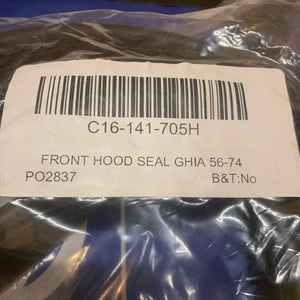 C16-141-705H
FRONT HOOD SEAL GHIA 56-74
PO2837 B&T:No